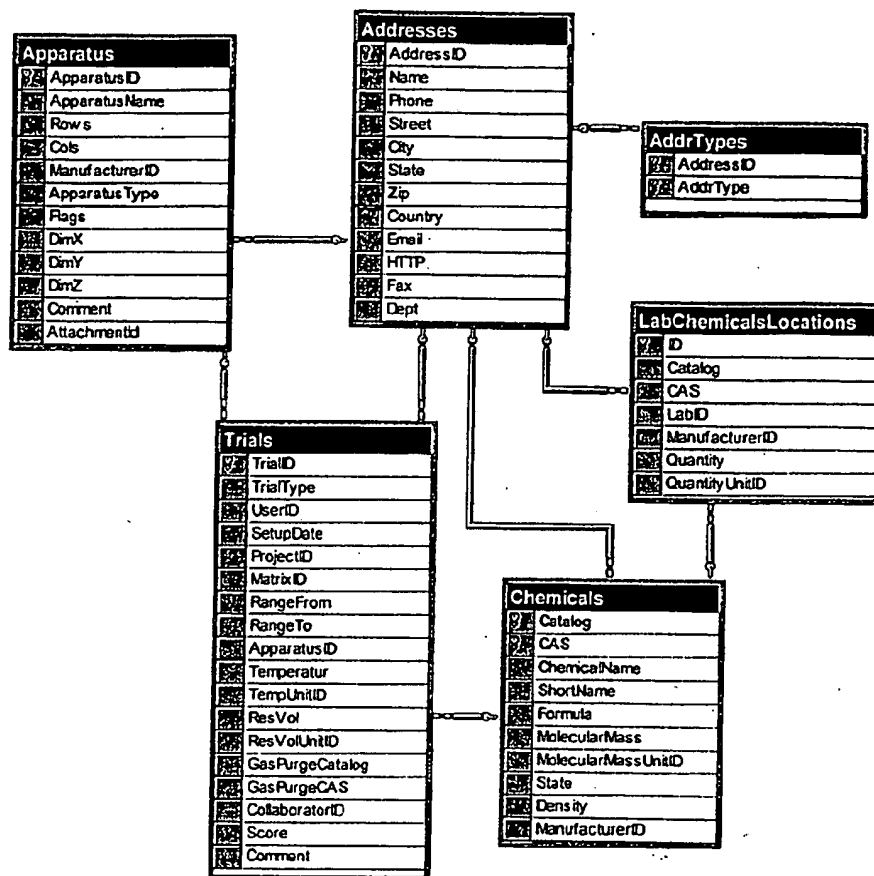 Apparatus
ApparatusID
ApparatusName
Rows
Cols
ManufacturerID
ApparatusType
Flags
DimX
DimY
DimZ
Comment
AttachmentId
Addresses
AddressID
Name
Phone
Street
City
State
Zip
Country
Email
HTTP
Fax
Dept
AddrTypes
AddressID
AddrType
LabChemicalsLocations
ID
Catalog
CAS
LabID
ManufacturerID
Quantity
QuantityUnitID
Trials
TrialID
TrialType
UserID
SetupDate
ProjectID
MatrixID
RangeFrom
RangeTo
ApparatusID
Temperatur
TempUnitID
ResVol
ResVolUnitID
GasPurgeCatalog
GasPurgeCAS
CollaboratorID
Score
Comment
Chemicals
Catalog
CAS
ChemicalName
ShortName
Formula
MolecularMass
MolecularMassUnitID
State
Density
ManufacturerID